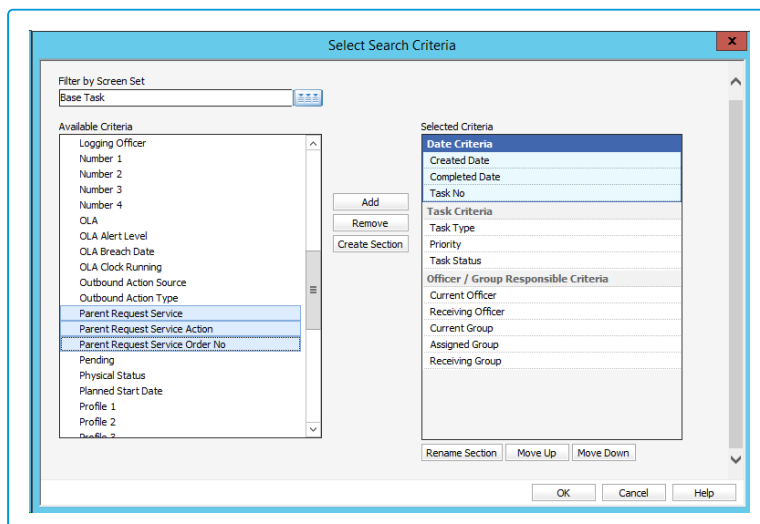 Select Search Criteria
x
Filter by Screen Set
Base Task
Available Criteria
Logging Officer
Number 1
Number 2
Number 3
Number 4
OLA
OLA Alert Level
OLA Breach Date
OLA Clock Running
Outbound Action Source
Outbound Action Type
Parent Request Service
Parent Request Service Action
Parent Request Service Order No
Pending
Physical Status
Planned Start Date
Profile 1
Profile 2
Profile 3
Add
Remove
Create Section
Selected Criteria
Date Criteria
Created Date
Completed Date
Task No
Task Criteria
Task Type
Priority
Task Status
Officer / Group Responsible Criteria
Current Officer
Receiving Officer
Current Group
Assigned Group
Receiving Group
Rename Section Move Up Move Down
OK Cancel Help